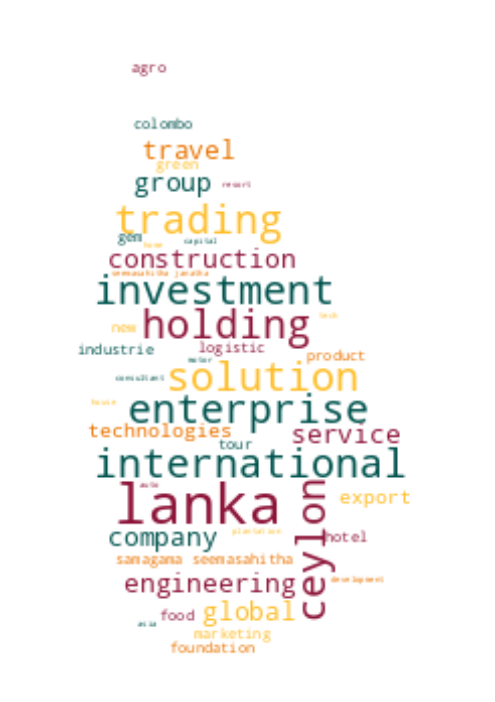 agro
colombo
travel
green
group resort
trading
gem capital
home
construction
seemasahitha janatha
investment
new holding tech
industrie logistic
product
motor
solution
consultant
house enterprise
technologies service
tour
international
auto
lanka ceylon export
company plantation hotel
samagama seemasahitha
engineering development
food global
asia
marketing
foundation